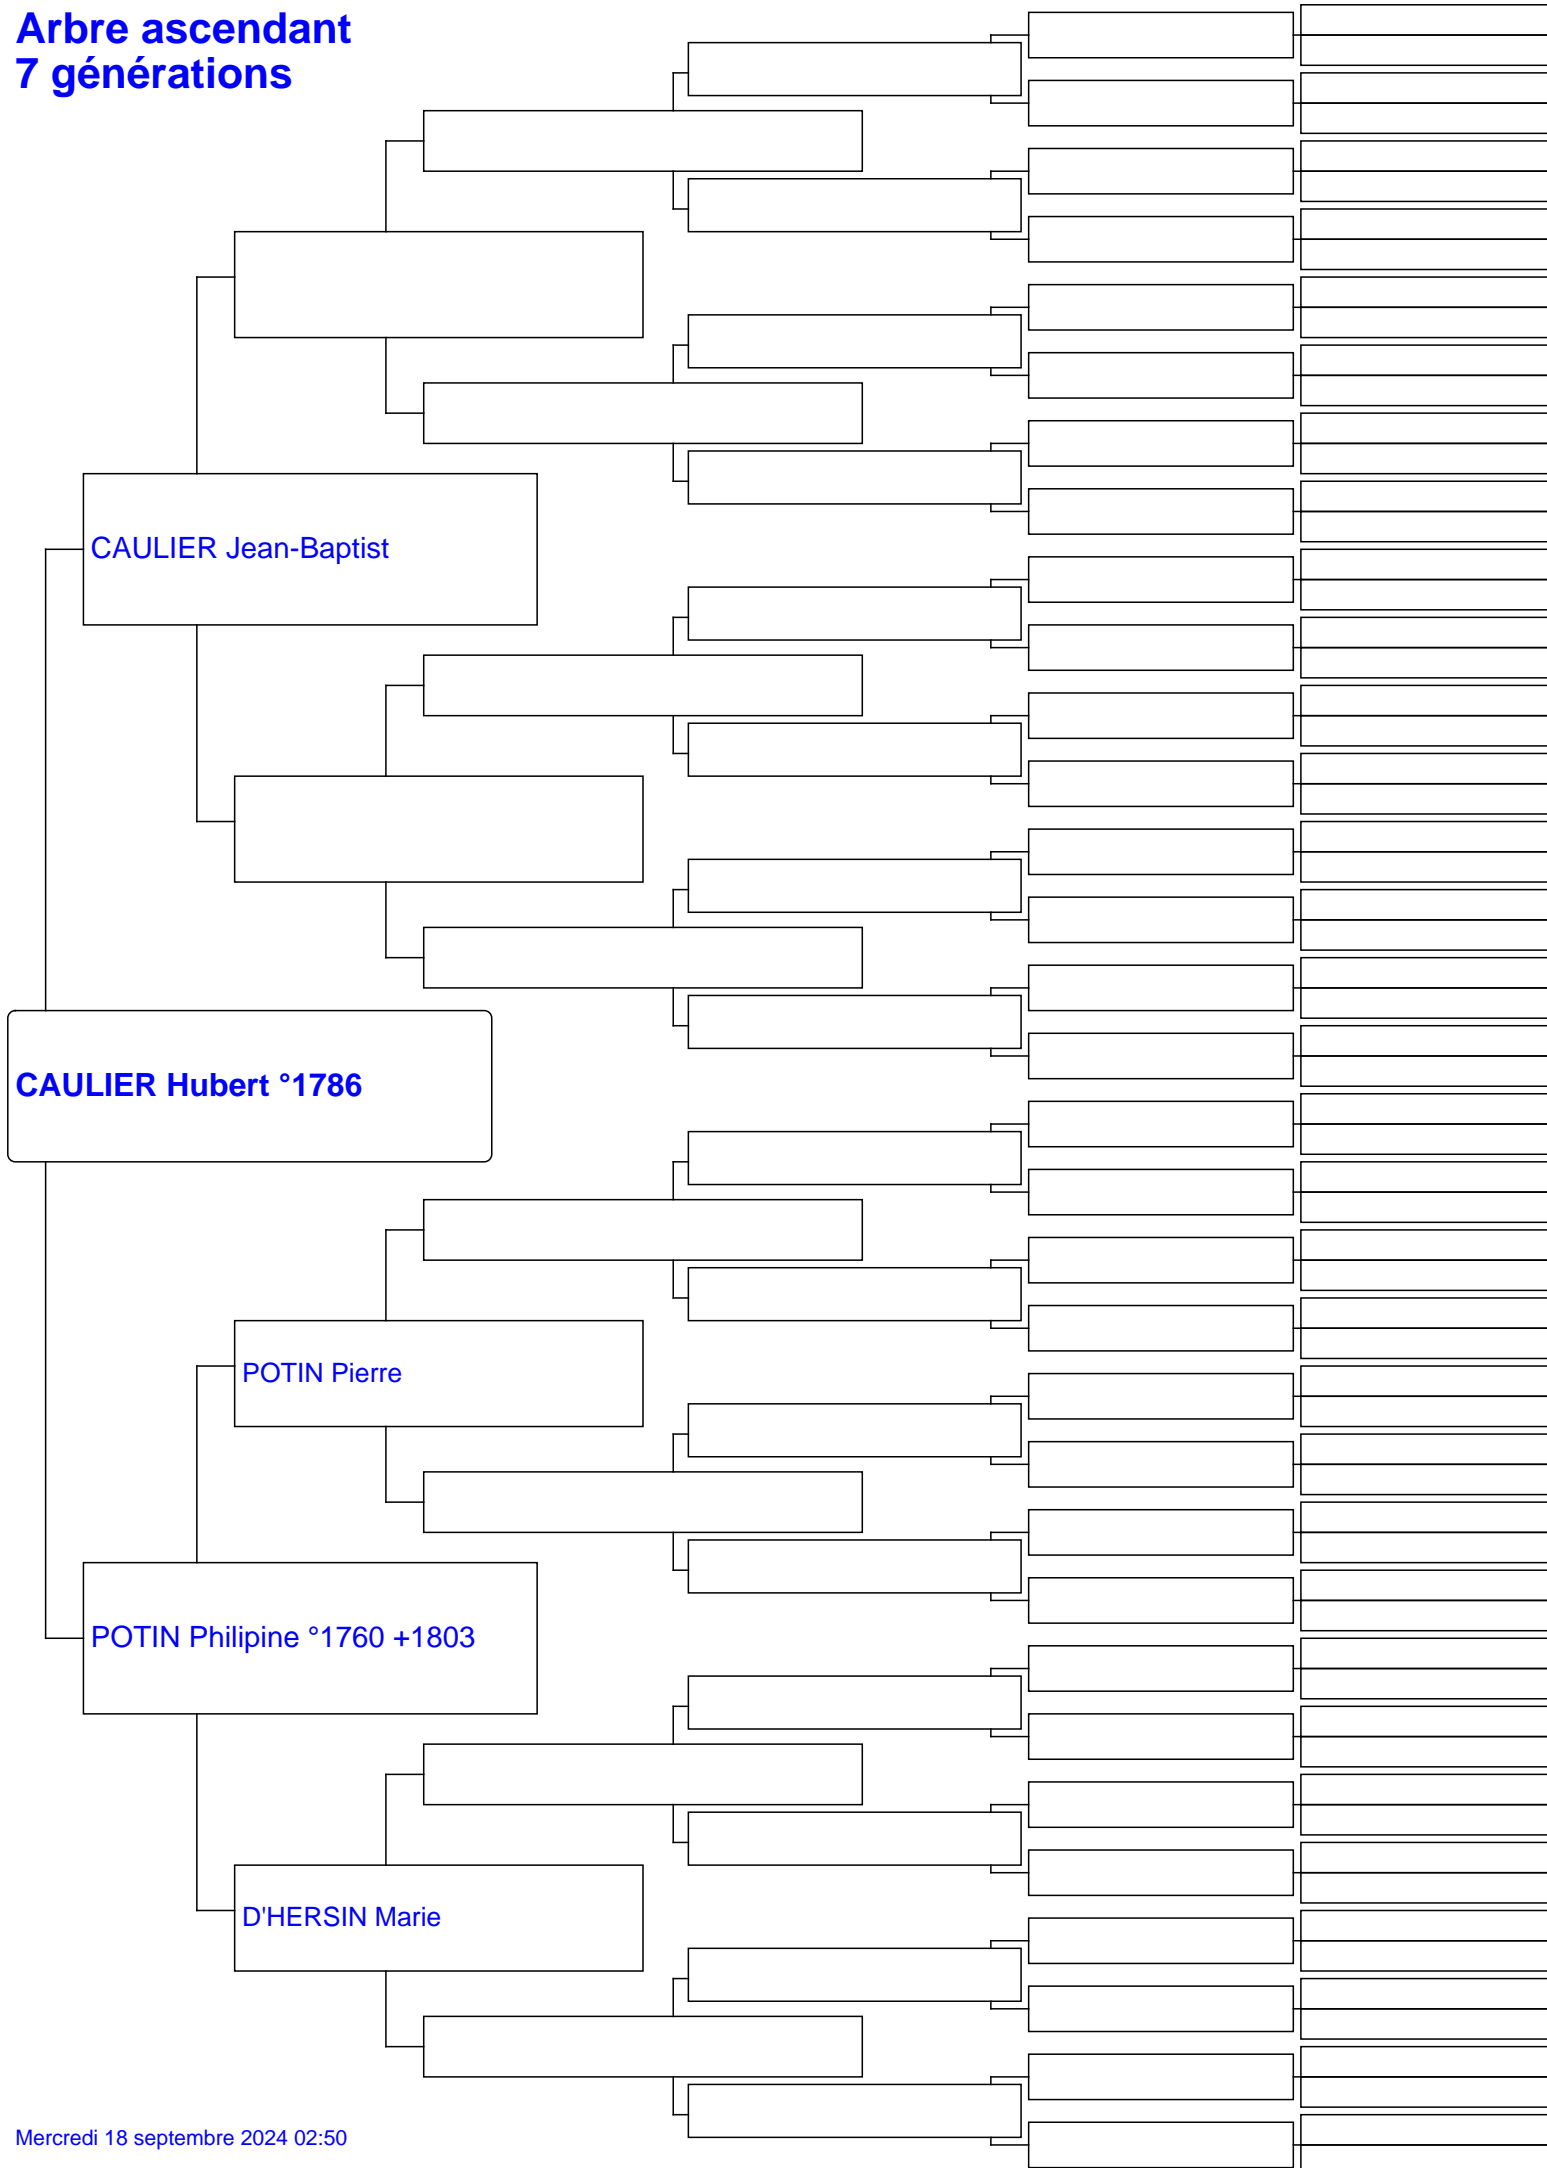 Arbre ascendant
7 générations
CAULIER Jean-Baptist
CAULIER Hubert °1786
POTIN Pierre
POTIN Philipine °1760 +1803
D'HERSIN Marie
Mercredi 18 septembre 2024 02:50